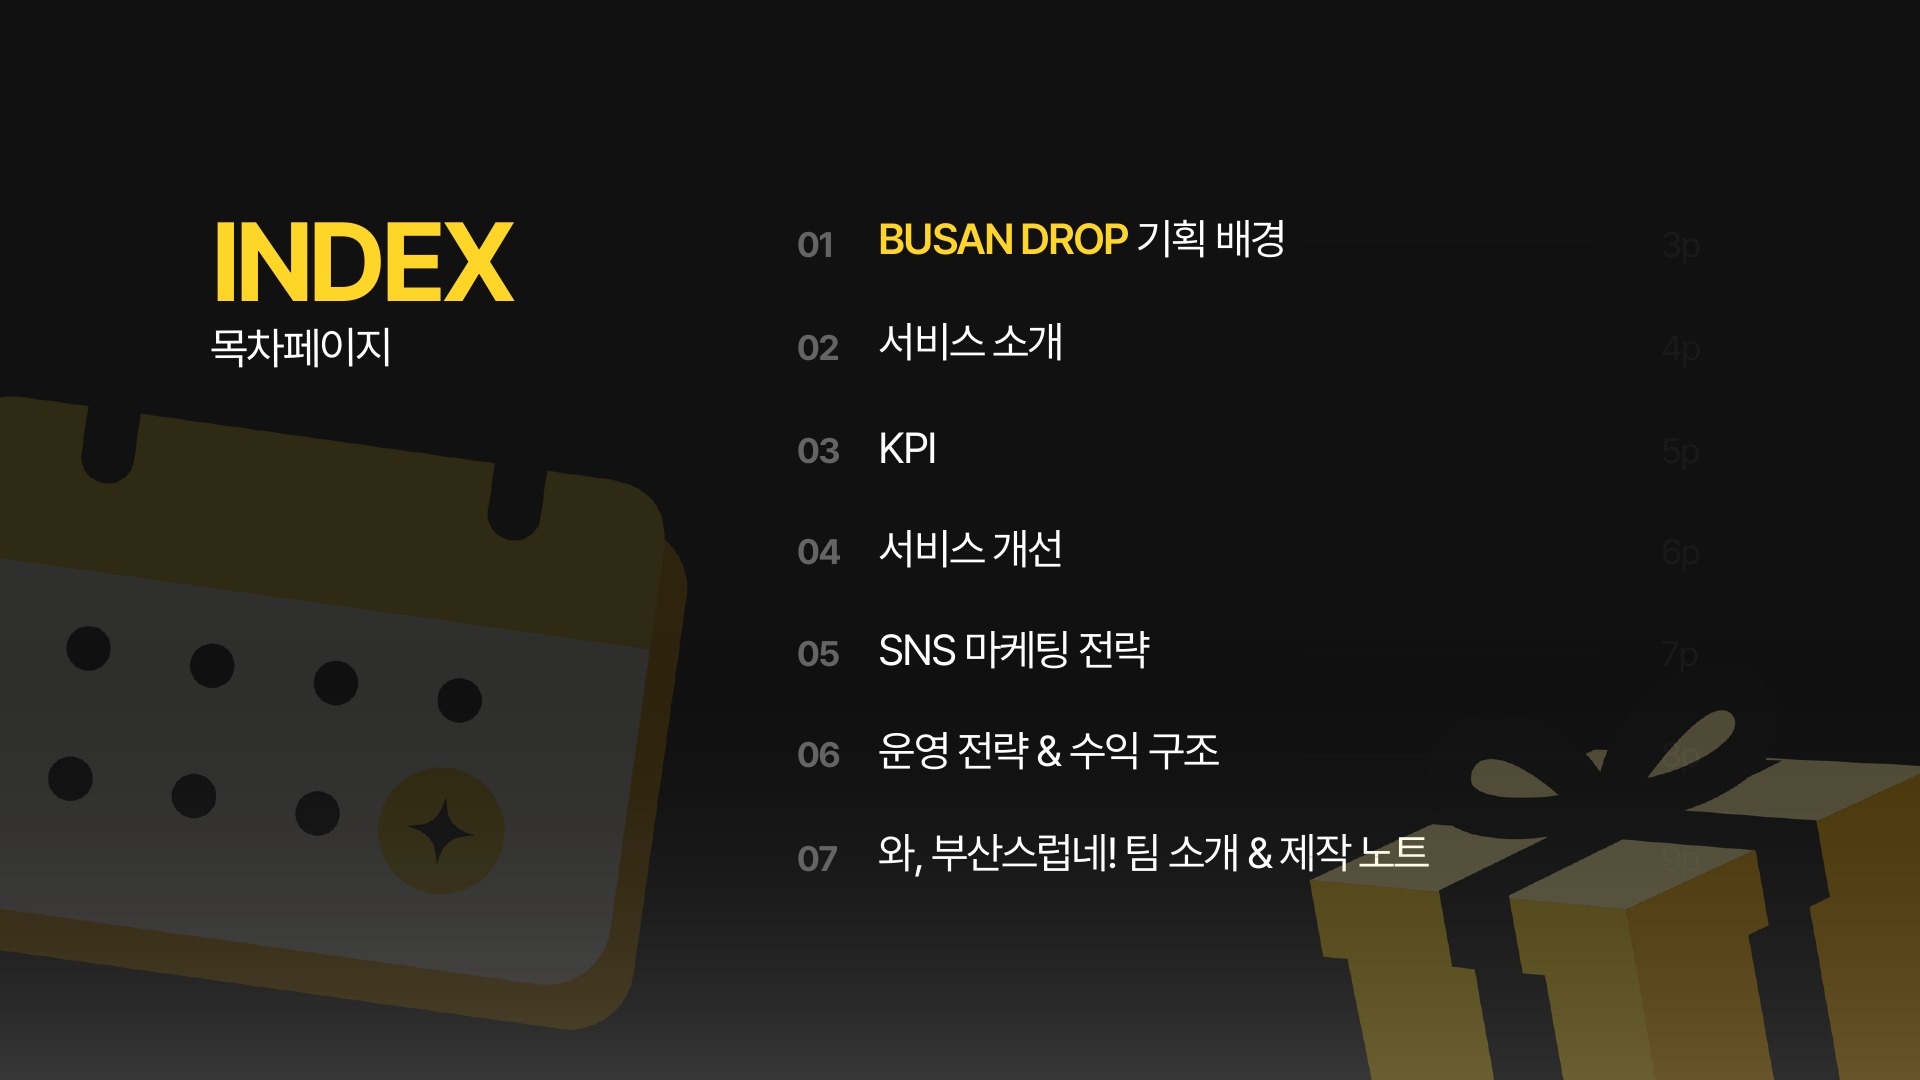 INDEX
목차페이지
01 BUSAN DROP 기획 배경 3p
02 서비스 소개 4p
03 KPI 5p
04 서비스 개선 6p
05 SNS 마케팅 전략 7p
06 운영 전략 & 수익 구조 8p
07 와, 부산스럽네! 팀 소개 & 제작 노트 9p